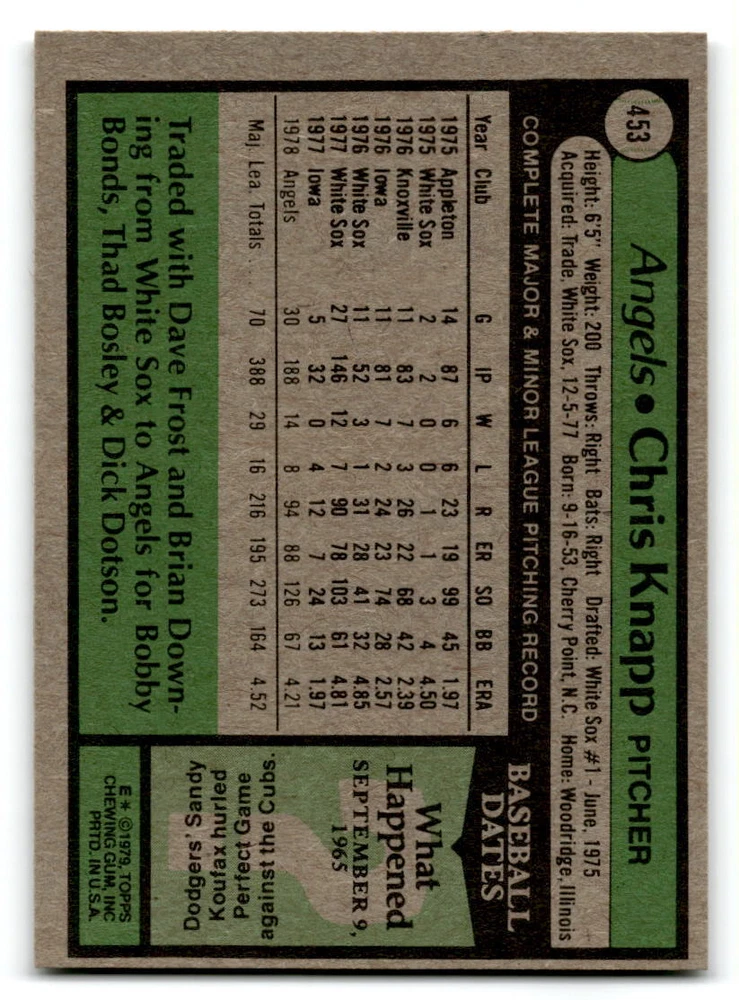 453
Angels • Chris Knapp PITCHER
Height: 6'5" Weight: 200 Throws: Right Bats: Right Drafted: White Sox #1 - June, 1975
Acquired: Trade, White Sox, 12-5-77 Born: 9-16-53, Cherry Point, N.C. Home: Woodridge, Illinois
COMPLETE MAJOR & MINOR LEAGUE PITCHING RECORD
Year Club G IP W L R ER SO BB ERA
1975 Appleton 14 87 6 6 23 19 99 45 1.97
1975 White Sox 2 2 0 0 1 1 3 4 4.50
1976 Knoxville 11 83 7 3 26 22 68 42 2.39
1976 Iowa 11 81 7 2 24 23 74 28 2.57
1976 White Sox 11 52 3 1 31 28 41 32 4.85
1977 White Sox 27 146 12 7 90 78 103 61 4.81
1977 Iowa 5 32 0 4 12 7 24 13 1.97
1978 Angels 30 188 14 8 94 88 126 67 4.21
Maj. Lea. Totals . . . 70 388 29 16 216 195 273 164 4.52
Traded with Dave Frost and Brian Down-
ing from White Sox to Angels for Bobby
Bonds, Thad Bosley & Dick Dotson.
BASEBALL
DATES
What
Happened
SEPTEMBER 9,
1965
Dodgers' Sandy
Koufax hurled
Perfect Game
against the Cubs.
E* ©1979, TOPPS
CHEWING GUM, INC
PRTD. IN U.S.A.